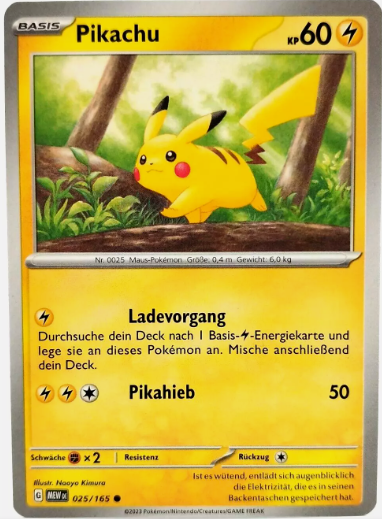 BASIS Pikachu KP60
Nr. 0025 Maus-Pokémon Größe: 0,4 m Gewicht: 6,0 kg
Ladevorgang
Durchsuche dein Deck nach 1 Basis-⚡-Energiekarte und
lege sie an dieses Pokémon an. Mische anschließend
dein Deck.
Pikahieb 50
Schwäche ×2 Resistenz Rückzug
Illustr. Naoyo Kimura
G MEW DE 025/165
Ist es wütend, entlädt sich augenblicklich
die Elektrizität, die es in seinen
Backentaschen gespeichert hat.
©2023 Pokémon/Nintendo/Creatures/GAME FREAK